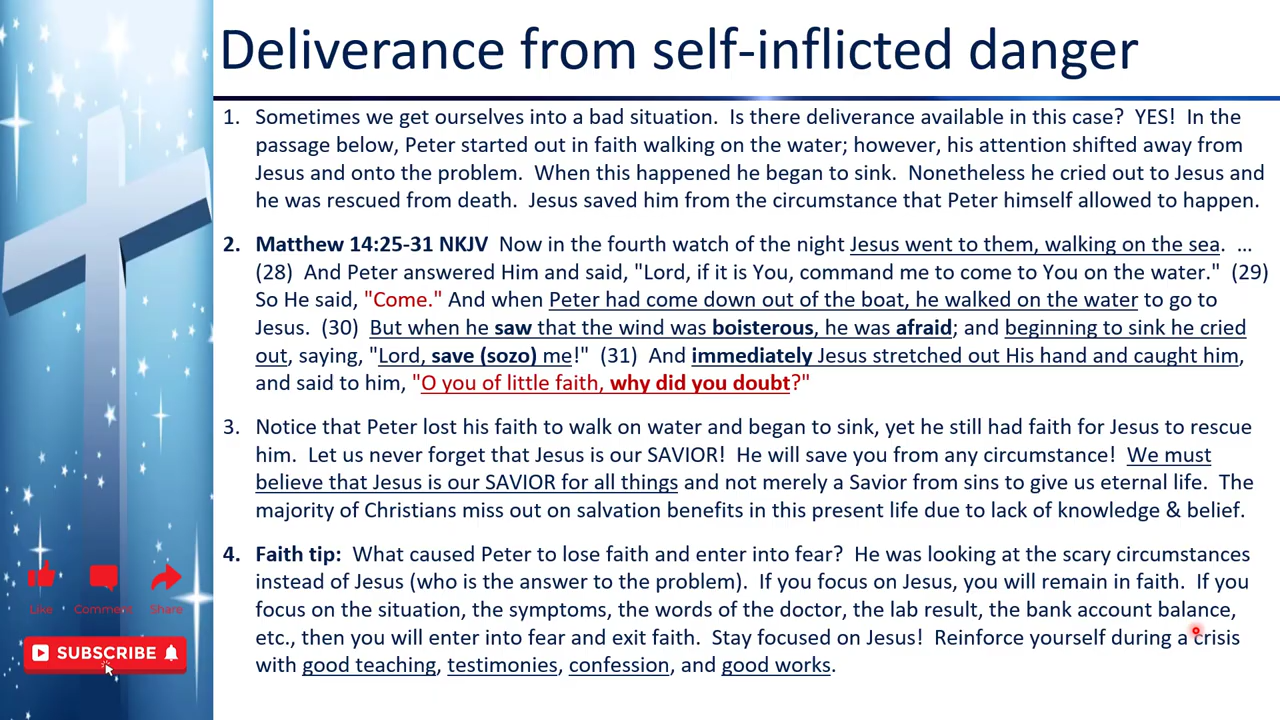 Deliverance from self-inflicted danger
1. Sometimes we get ourselves into a bad situation. Is there deliverance available in this case? YES! In the
passage below, Peter started out in faith walking on the water; however, his attention shifted away from
Jesus and onto the problem. When this happened he began to sink. Nonetheless he cried out to Jesus and
he was rescued from death. Jesus saved him from the circumstance that Peter himself allowed to happen.
2. Matthew 14:25-31 NKJV Now in the fourth watch of the night Jesus went to them, walking on the sea. ...
(28) And Peter answered Him and said, "Lord, if it is You, command me to come to You on the water." (29)
So He said, "Come." And when Peter had come down out of the boat, he walked on the water to go to
Jesus. (30) But when he saw that the wind was boisterous, he was afraid; and beginning to sink he cried
out, saying, "Lord, save (sozo) me!" (31) And immediately Jesus stretched out His hand and caught him,
and said to him, "O you of little faith, why did you doubt?"
3. Notice that Peter lost his faith to walk on water and began to sink, yet he still had faith for Jesus to rescue
him. Let us never forget that Jesus is our SAVIOR! He will save you from any circumstance! We must
believe that Jesus is our SAVIOR for all things and not merely a Savior from sins to give us eternal life. The
majority of Christians miss out on salvation benefits in this present life due to lack of knowledge & belief.
4. Faith tip: What caused Peter to lose faith and enter into fear? He was looking at the scary circumstances
instead of Jesus (who is the answer to the problem). If you focus on Jesus, you will remain in faith. If you
focus on the situation, the symptoms, the words of the doctor, the lab result, the bank account balance,
etc., then you will enter into fear and exit faith. Stay focused on Jesus! Reinforce yourself during a crisis
with good teaching, testimonies, confession, and good works.
Like Comment Share
SUBSCRIBE